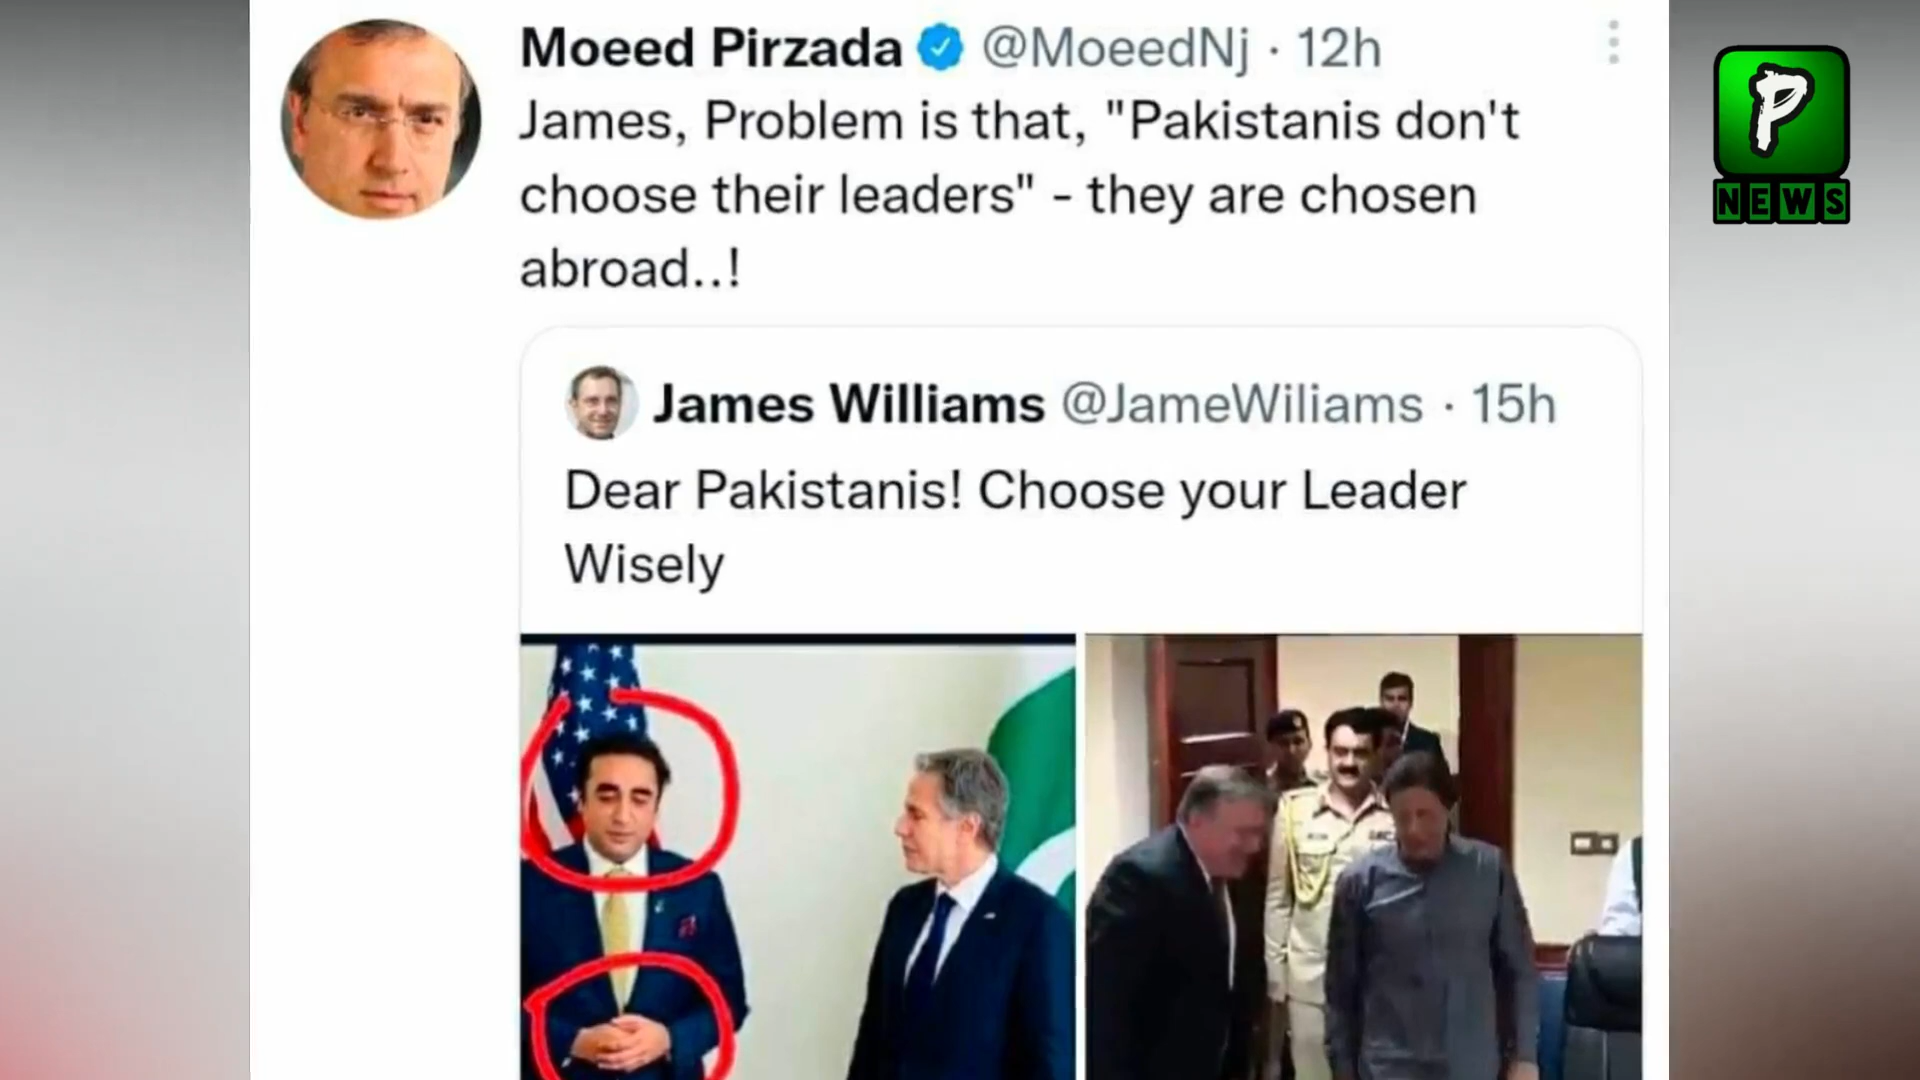 Moeed Pirzada @MoeedNj · 12h
James, Problem is that, "Pakistanis don't
choose their leaders" - they are chosen
abroad..!
James Williams @JameWiliams · 15h
Dear Pakistanis! Choose your Leader
Wisely
P
NEWS